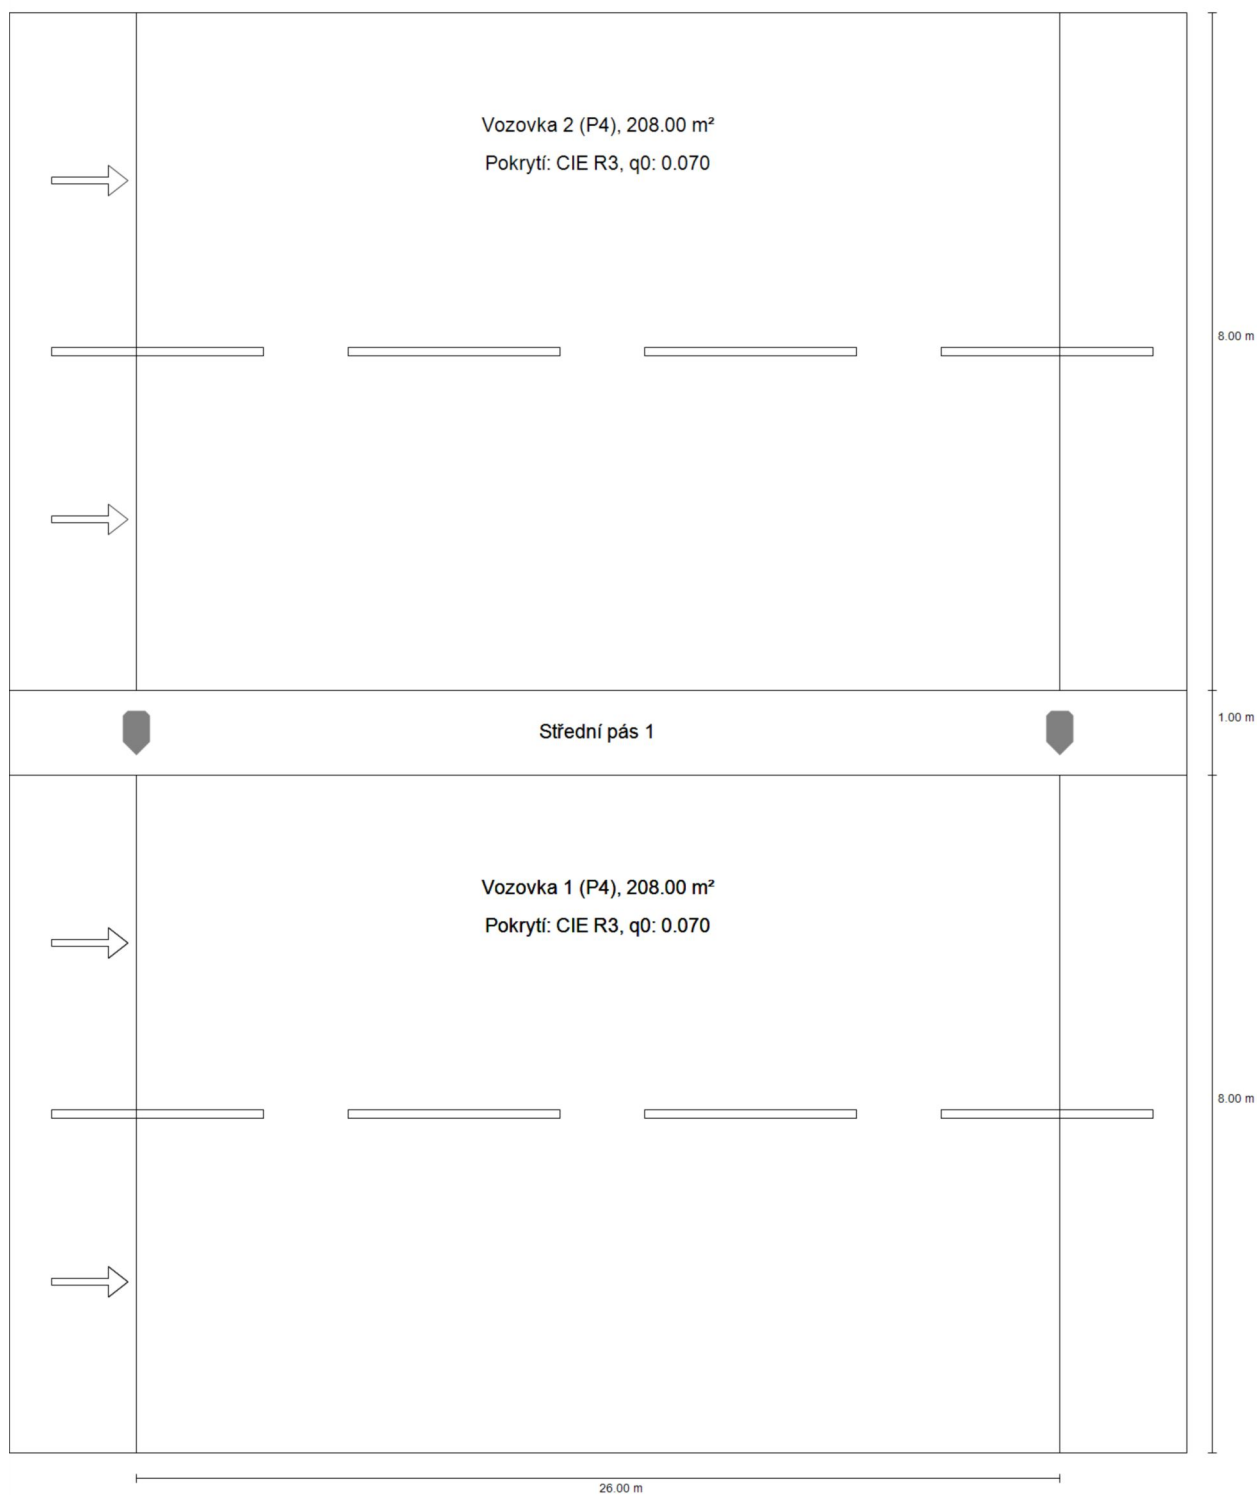 Vozovka 2 (P4), 208.00 m²
Pokrytí: CIE R3, q0: 0.070
8.00 m
1.00 m
Střední pás 1
Vozovka 1 (P4), 208.00 m²
Pokrytí: CIE R3, q0: 0.070
8.00 m
26.00 m